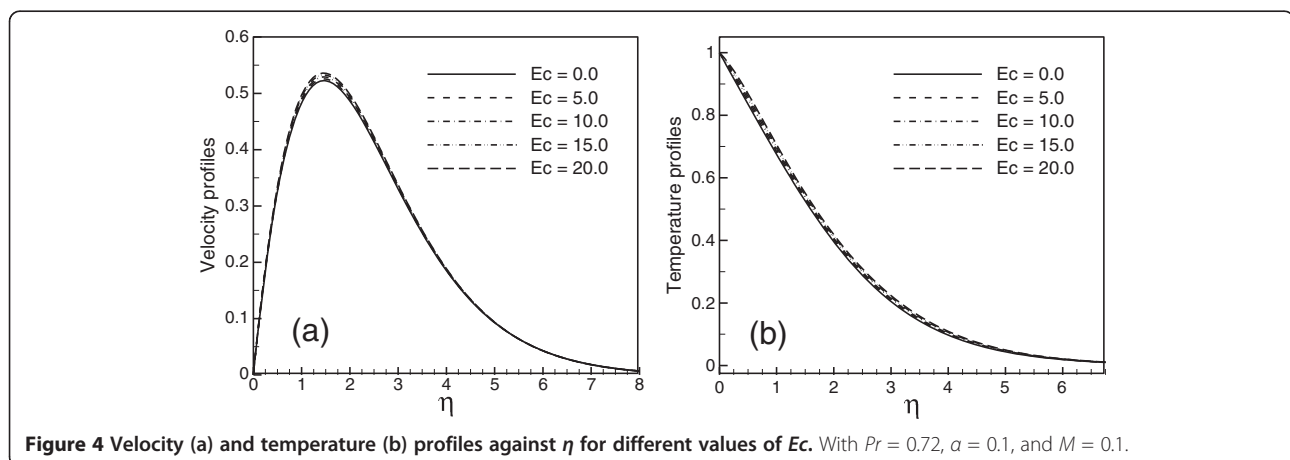 0.6
0.5
0.4
0.3
0.2
0.1
0
Velocity profiles
Ec = 0.0
Ec = 5.0
Ec = 10.0
Ec = 15.0
Ec = 20.0
(a)
0 1 2 3 4 5 6 7 8
η
1
0.8
0.6
0.4
0.2
0
Temperature profiles
Ec = 0.0
Ec = 5.0
Ec = 10.0
Ec = 15.0
Ec = 20.0
(b)
0 1 2 3 4 5 6
η
Figure 4 Velocity (a) and temperature (b) profiles against η for different values of Ec. With Pr = 0.72, α = 0.1, and M = 0.1.